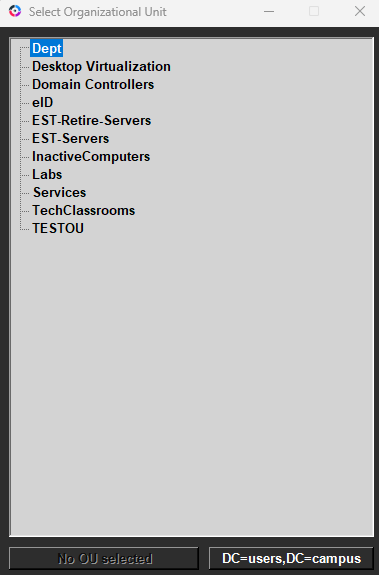 Select Organizational Unit
Dept
Desktop Virtualization
Domain Controllers
eID
EST-Retire-Servers
EST-Servers
InactiveComputers
Labs
Services
TechClassrooms
TESTOU
No OU selected
DC=users,DC=campus